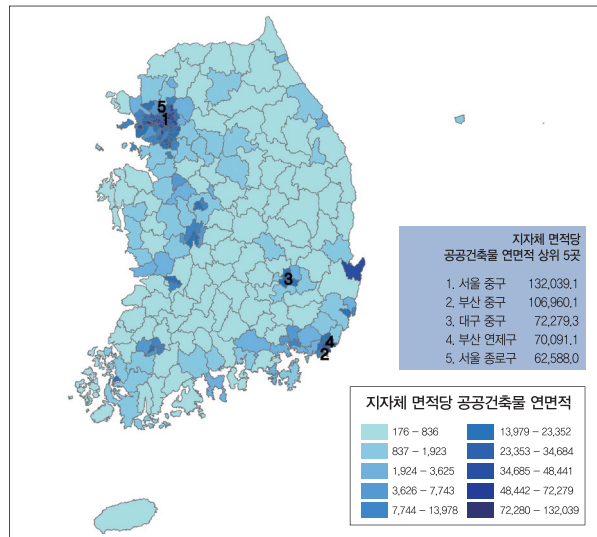 5
1
3
4
2
지자체 면적당
공공건축물 연면적 상위 5곳
1. 서울 중구 132,039.1
2. 부산 중구 106,960.1
3. 대구 중구 72,279.3
4. 부산 연제구 70,091.1
5. 서울 종로구 62,588.0
지자체 면적당 공공건축물 연면적
176 – 836 13,979 – 23,352
837 – 1,923 23,353 – 34,684
1,924 – 3,625 34,685 – 48,441
3,626 – 7,743 48,442 – 72,279
7,744 – 13,978 72,280 – 132,039